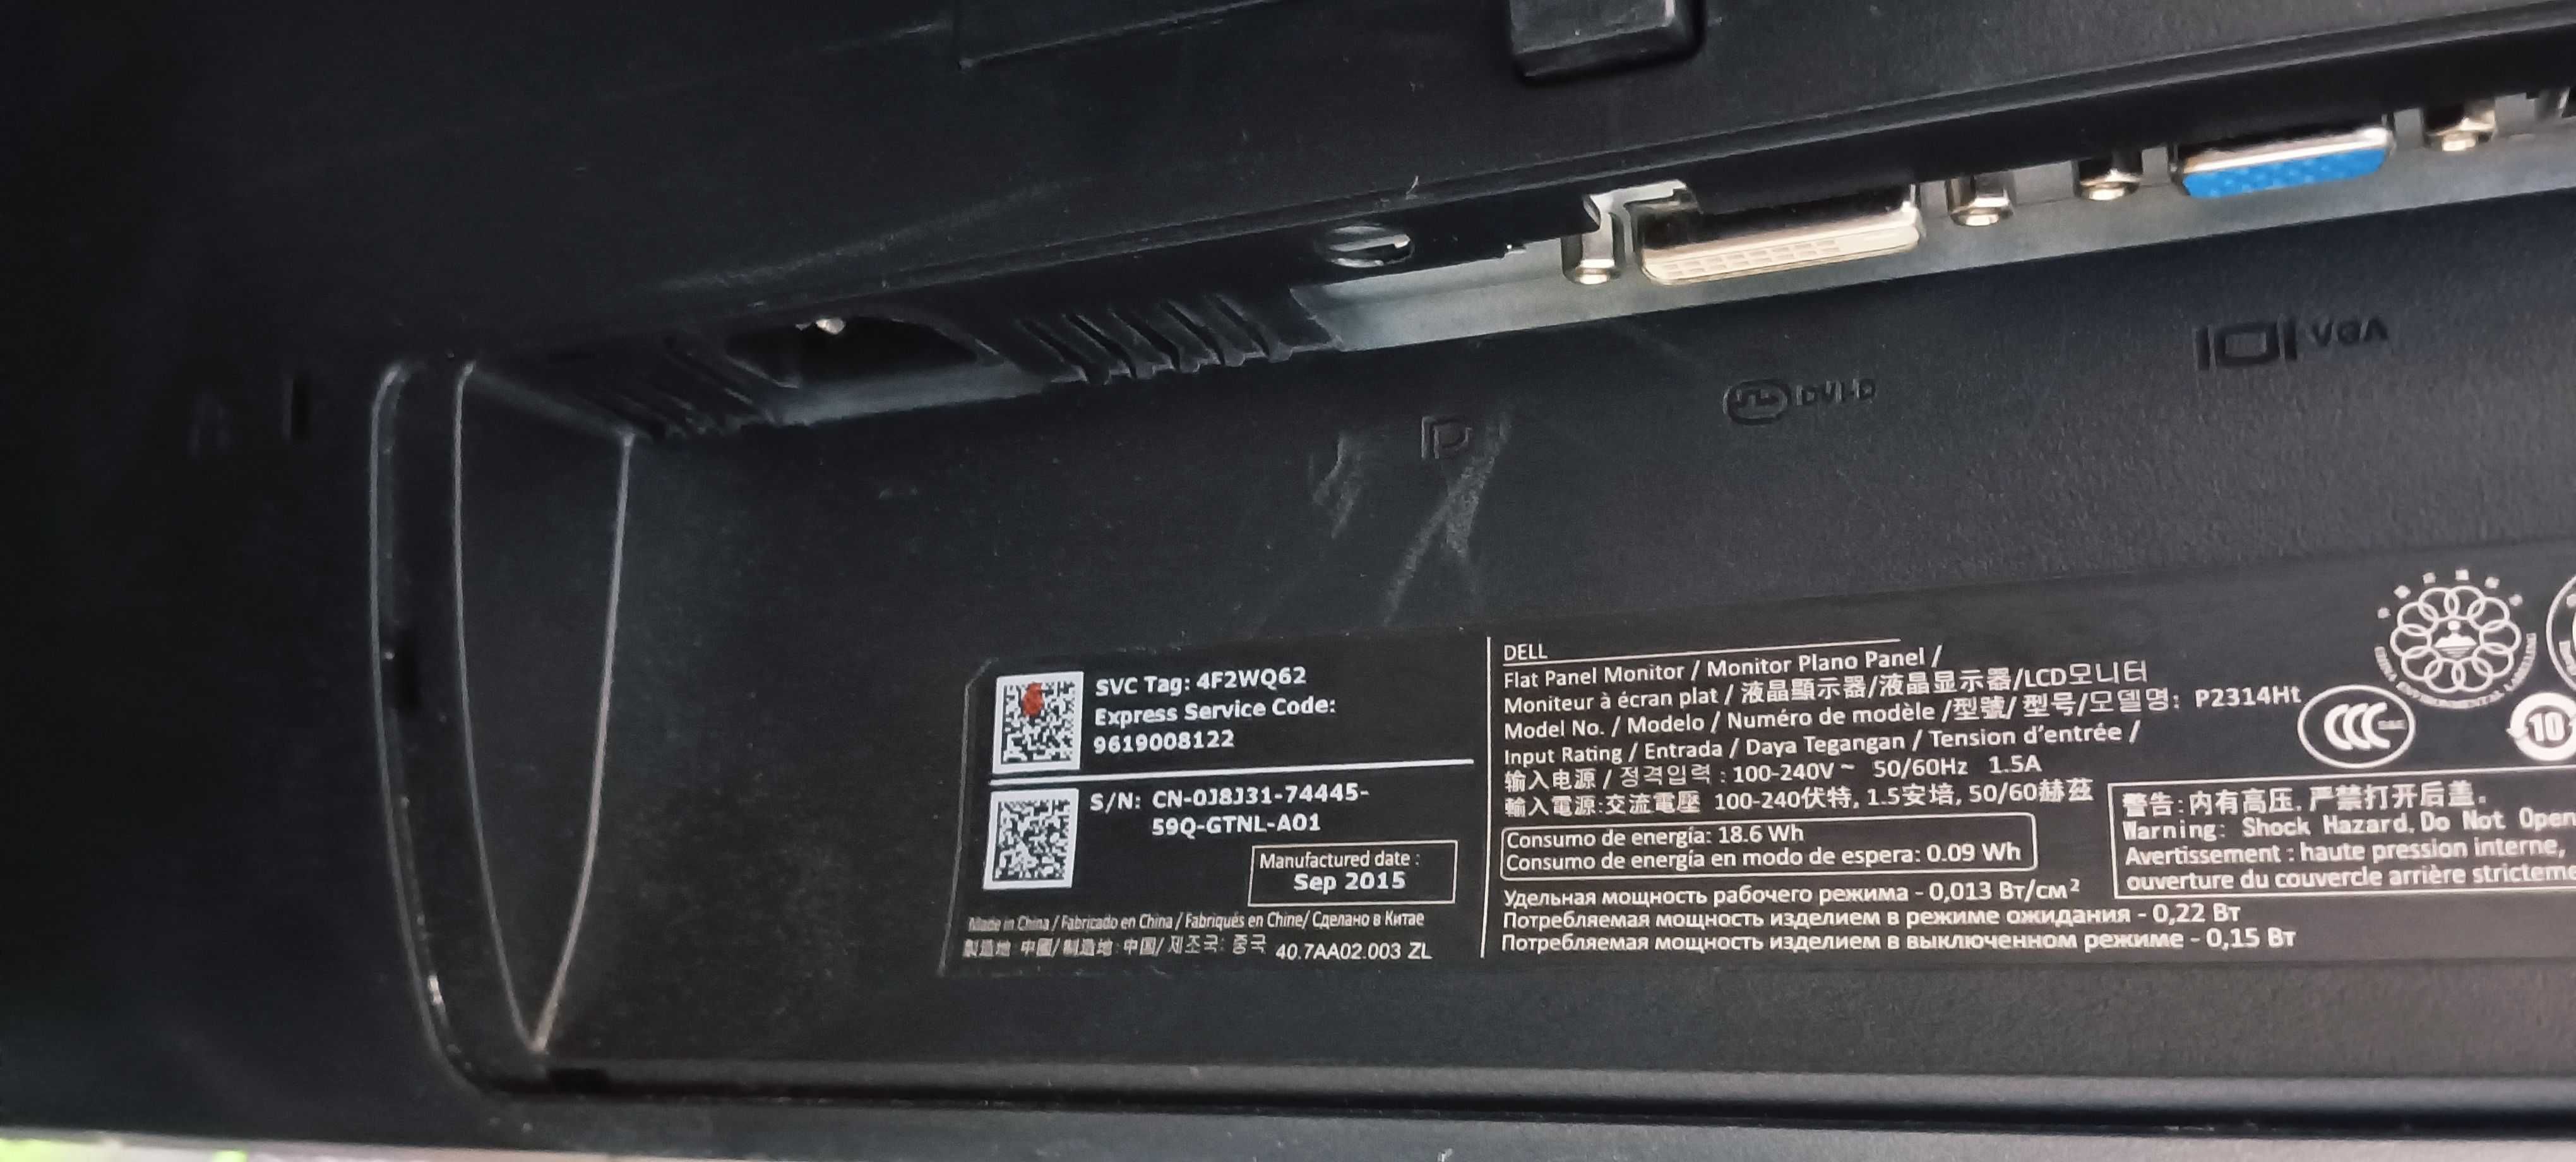 VGA
DVI-D
SVC Tag: 4F2WQ62
Express Service Code:
9619008122
S/N: CN-0J8J31-74445-
59Q-GTNL-A01
Manufactured date :
Sep 2015
Made in China / Fabricado en China / Fabriqués en Chine/ Сделано в Китае
製造地: 中國/ 制造地: 中国/ 제조국: 중국 40.7AA02.003 ZL
DELL
Flat Panel Monitor / Monitor Plano Panel /
Moniteur à écran plat / 液晶顯示器/液晶显示器/LCD모니터
Model No. / Modelo / Numéro de modèle /型號/ 型号/모델명: P2314Ht
Input Rating / Entrada / Daya Tegangan / Tension d'entrée /
输入电源 / 정격입력 : 100-240V ~ 50/60Hz 1.5A
輸入電源:交流電壓 100-240伏特, 1.5安培, 50/60赫茲
Consumo de energía: 18.6 Wh
Consumo de energía en modo de espera: 0.09 Wh
Удельная мощность рабочего режима - 0,013 Вт/см²
Потребляемая мощность изделием в режиме ожидания - 0,22 Вт
Потребляемая мощность изделием в выключенном режиме - 0,15 Вт
CCC
10
警告:内有高压,严禁打开后盖.
Warning: Shock Hazard. Do Not Open
Avertissement : haute pression interne,
ouverture du couvercle arrière stricteme